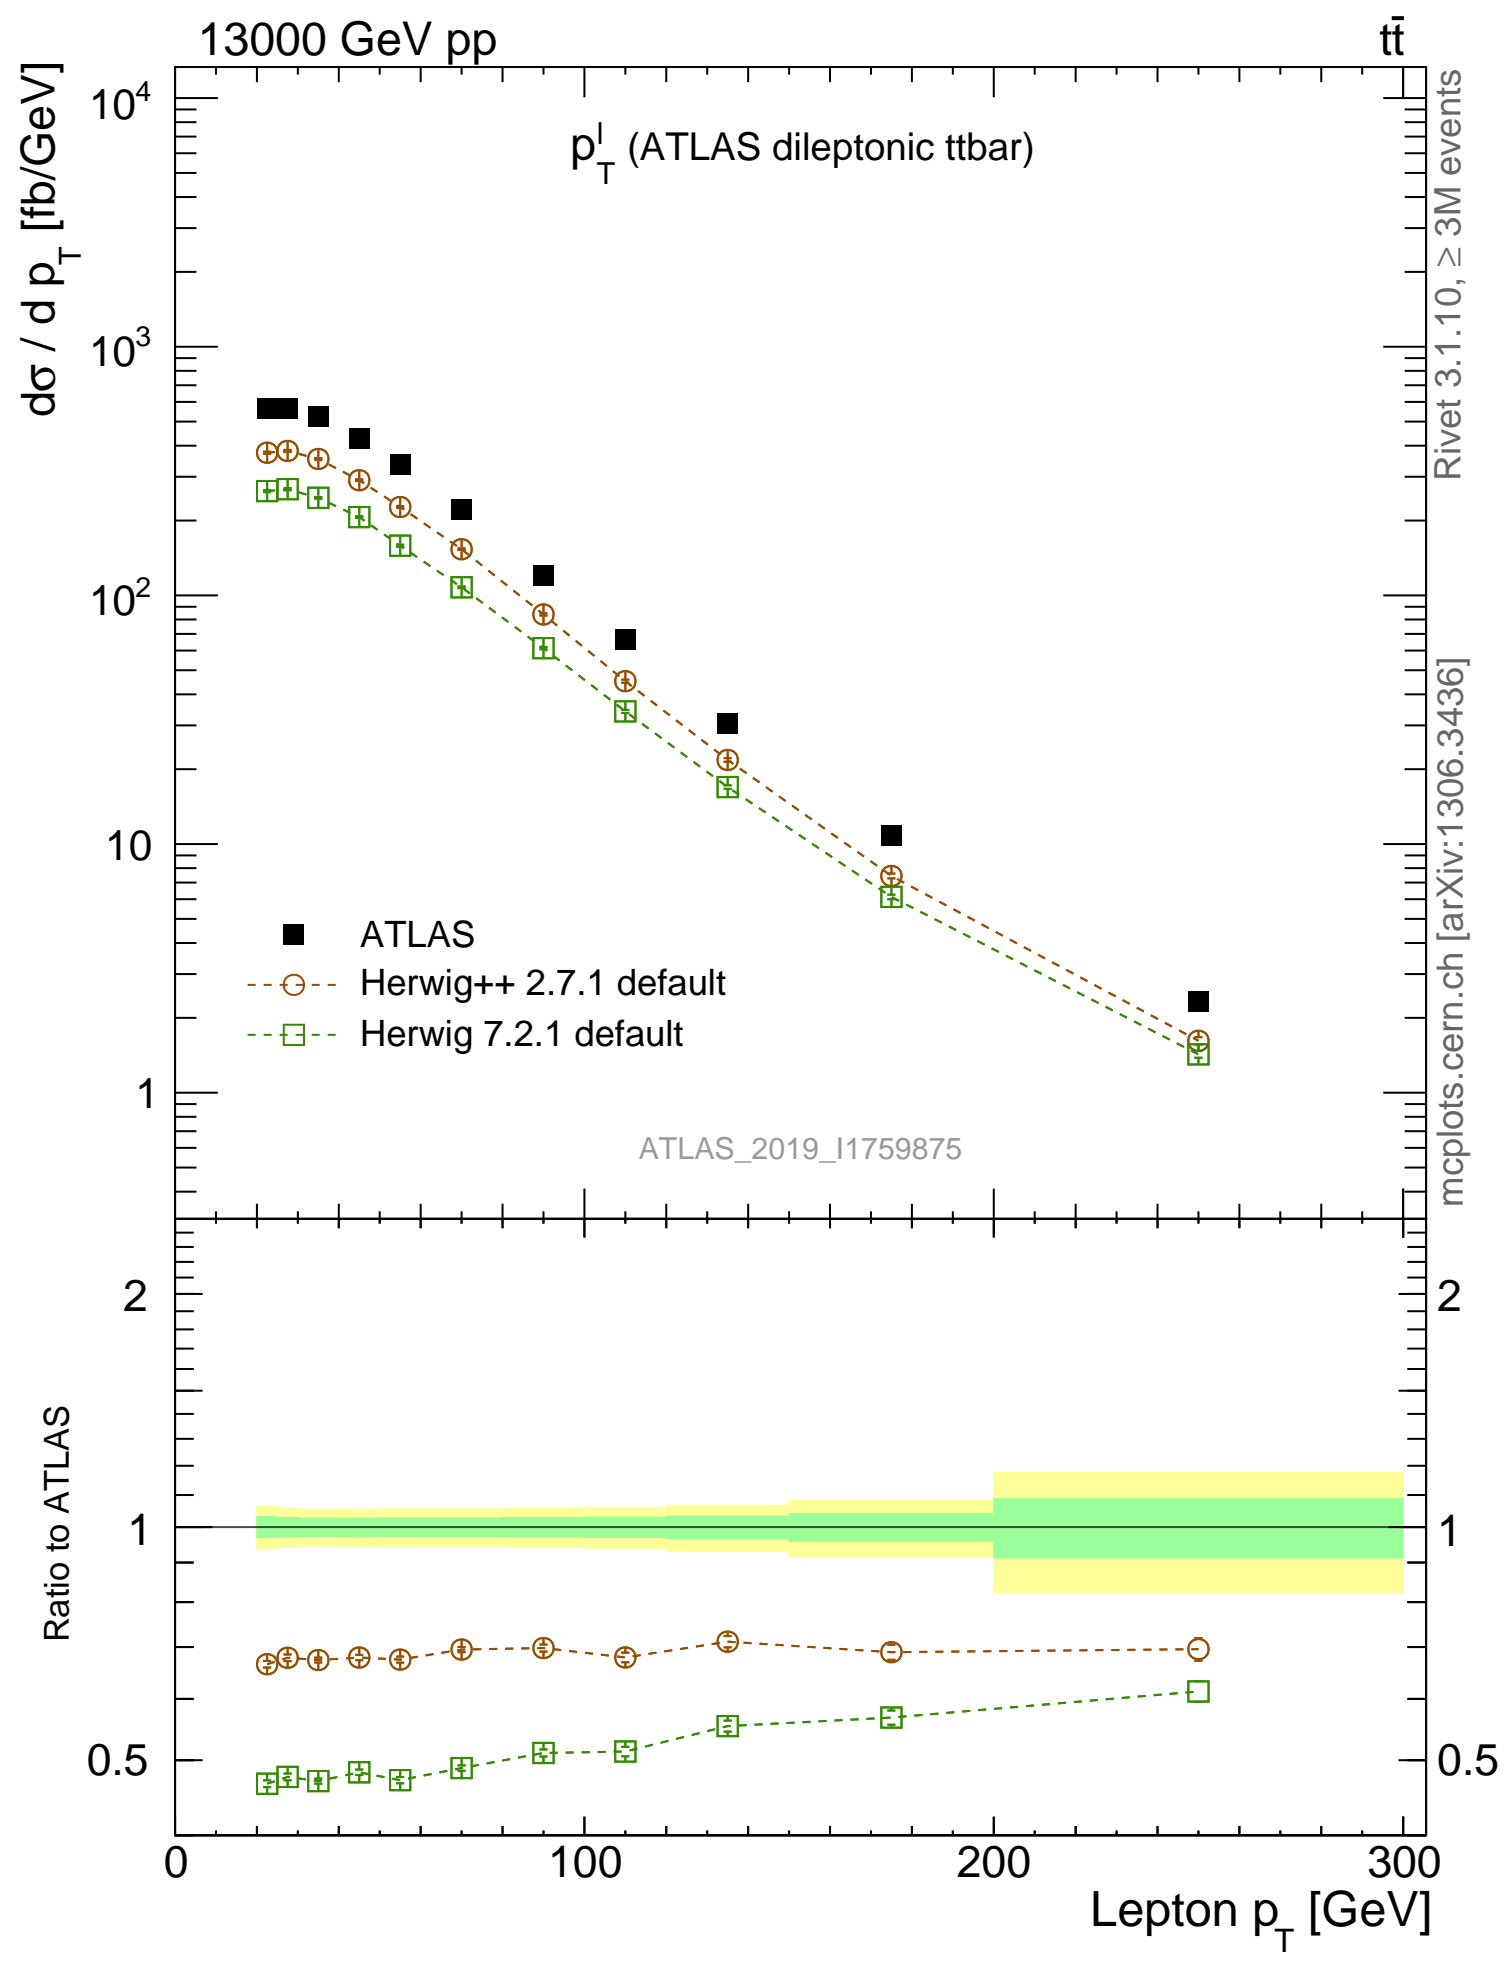 13000 GeV pp
tt̄
dσ / d p_T [fb/GeV]
p_T^l (ATLAS dileptonic ttbar)
10^4
10^3
10^2
10
1
ATLAS
Herwig++ 2.7.1 default
Herwig 7.2.1 default
ATLAS_2019_I1759875
Rivet 3.1.10, ≥ 3M events
mcplots.cern.ch [arXiv:1306.3436]
Ratio to ATLAS
2
1
0.5
2
1
0.5
0
100
200
300
Lepton p_T [GeV]